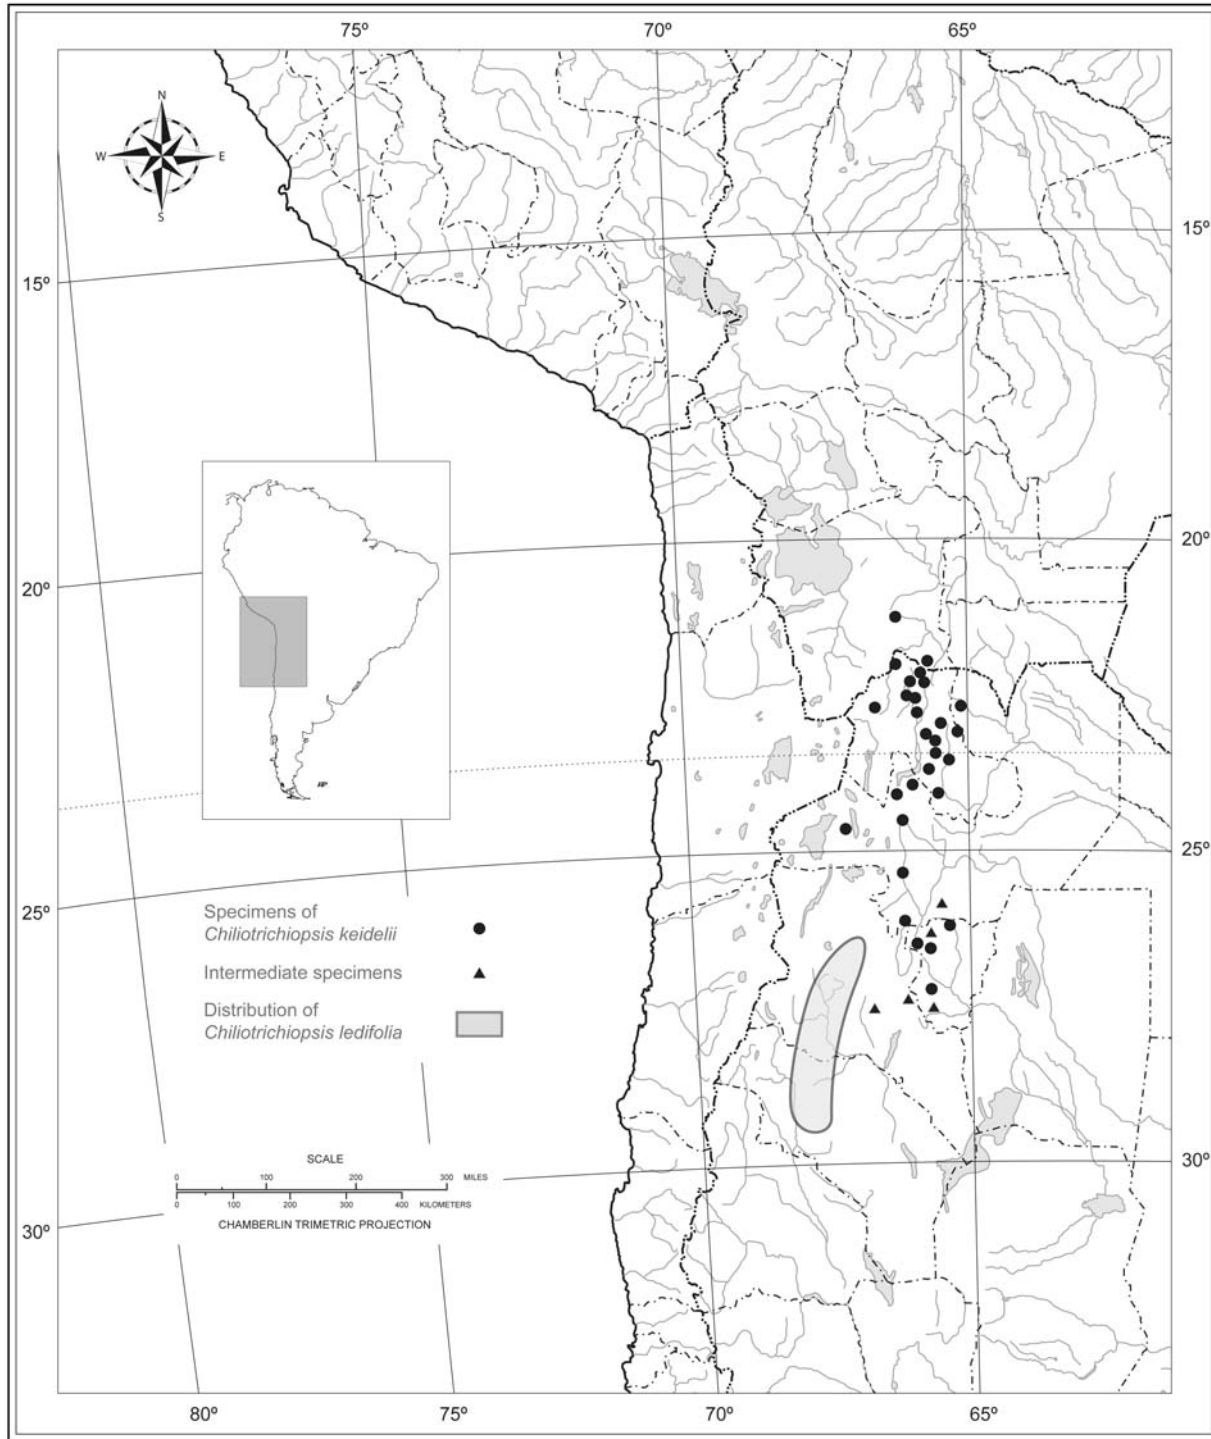 75º 70º 65º
N
W E
S
15º
15º
20º
20º
25º
Specimens of
Chiliotrichiopsis keidelii
25º
Intermediate specimens
Distribution of
Chiliotrichiopsis ledifolia
SCALE
0 100 200 300 MILES
0 100 200 300 400 KILOMETERS
CHAMBERLIN TRIMETRIC PROJECTION
30º
30º
80º 75º 70º 65º